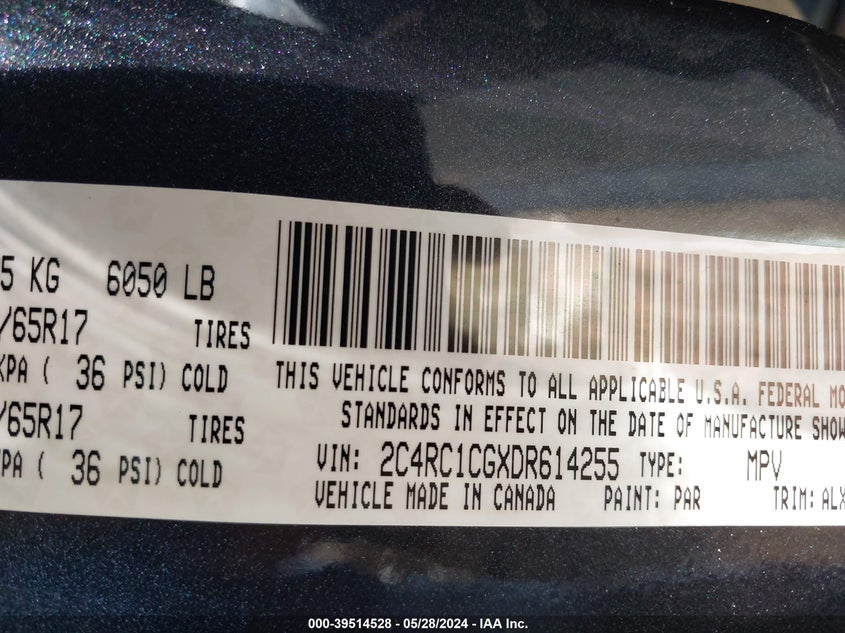 5 KG 6050 LB
/65R17 TIRES
KPA ( 36 PSI) COLD
/65R17 TIRES
KPA ( 36 PSI) COLD
THIS VEHICLE CONFORMS TO ALL APPLICABLE U.S.A. FEDERAL MO
STANDARDS IN EFFECT ON THE DATE OF MANUFACTURE SHOW
VIN: 2C4RC1CGXDR614255 TYPE: MPV
VEHICLE MADE IN CANADA PAINT: PAR TRIM: ALX
000-39514528 - 05/28/2024 - IAA Inc.